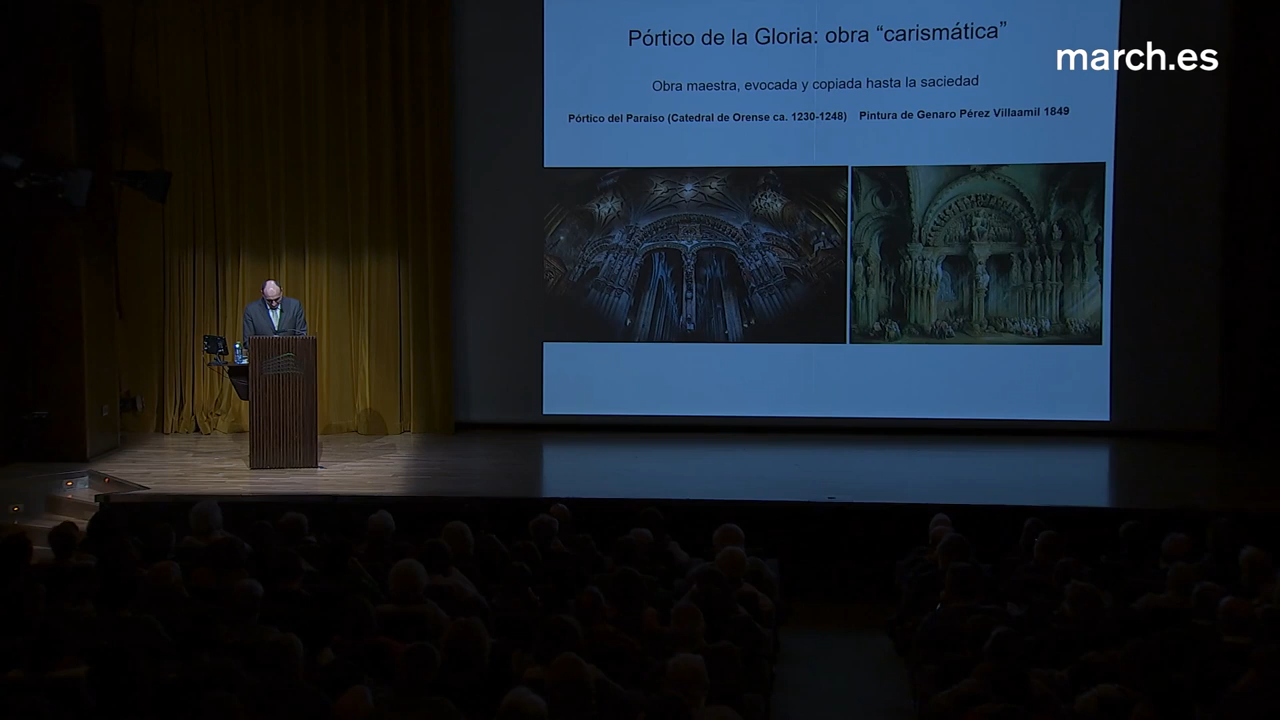 Pórtico de la Gloria: obra “carismática”
march.es
Obra maestra, evocada y copiada hasta la saciedad
Pórtico del Paraíso (Catedral de Orense ca. 1230-1248) Pintura de Genaro Pérez Villaamil 1849